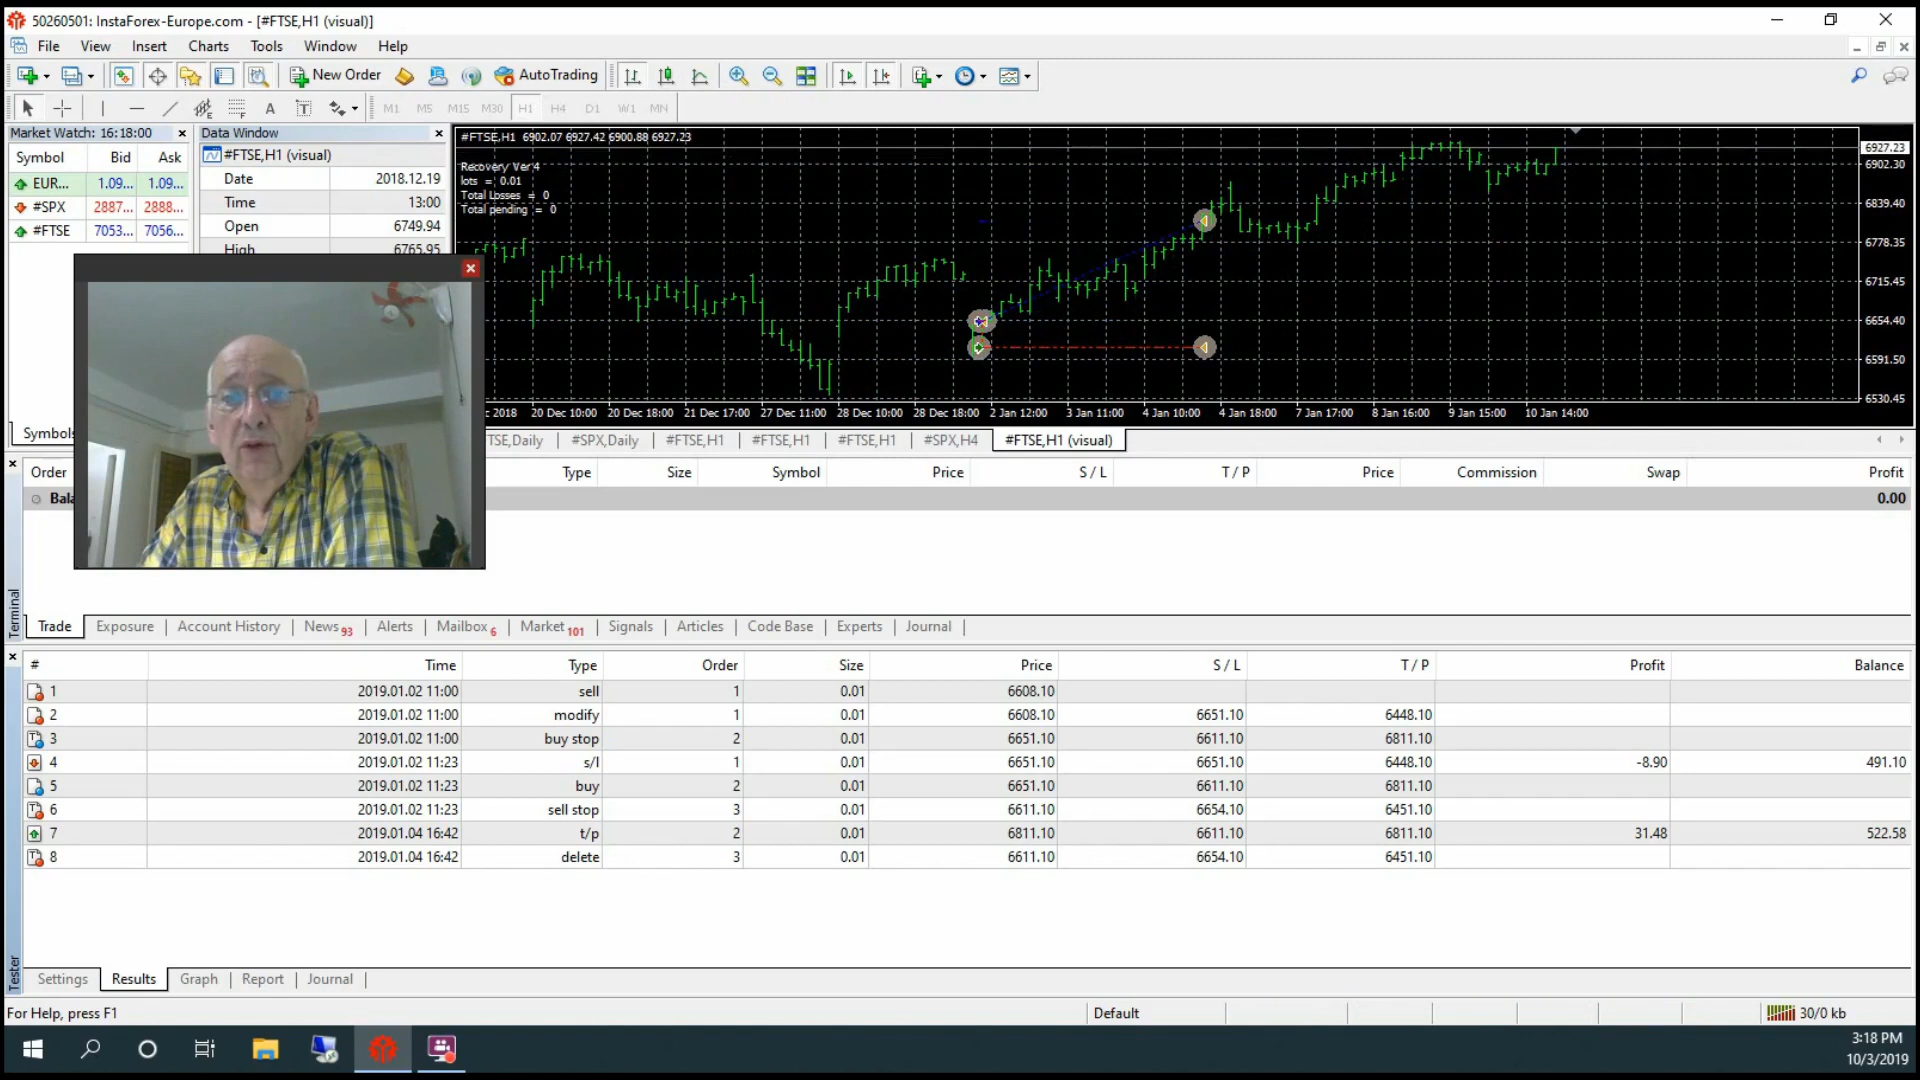 50260501: InstaForex-Europe.com - [#FTSE,H1 (visual)]
File View Insert Charts Tools Window Help
New Order AutoTrading
A T M1 M5 M15 M30 H1 H4 D1 W1 MN
Market Watch: 16:18:00
Symbol Bid Ask
EUR... 1.09... 1.09...
#SPX 2887... 2888...
#FTSE 7053... 7056...
Symbols
Data Window
#FTSE,H1 (visual)
Date 2018.12.19
Time 13:00
Open 6749.94
High 6765.95
#FTSE,H1 6902.07 6927.42 6900.88 6927.23
Recovery Ver 4
lots = 0.01
Total Losses = 0
Total pending = 0
6927.23
6902.30
6839.40
6778.35
6715.45
6654.40
6591.50
6530.45
c 2018 20 Dec 10:00 20 Dec 18:00 21 Dec 17:00 27 Dec 11:00 28 Dec 10:00 28 Dec 18:00 2 Jan 12:00 3 Jan 11:00 4 Jan 10:00 4 Jan 18:00 7 Jan 17:00 8 Jan 16:00 9 Jan 15:00 10 Jan 14:00
TSE,Daily #SPX,Daily #FTSE,H1 #FTSE,H1 #FTSE,H1 #SPX,H4 #FTSE,H1 (visual)
Order Type Size Symbol Price S / L T / P Price Commission Swap Profit
Bala 0.00
Terminal
Trade Exposure Account History News 93 Alerts Mailbox 6 Market 101 Signals Articles Code Base Experts Journal
# Time Type Order Size Price S / L T / P Profit Balance
1 2019.01.02 11:00 sell 1 0.01 6608.10
2 2019.01.02 11:00 modify 1 0.01 6608.10 6651.10 6448.10
3 2019.01.02 11:00 buy stop 2 0.01 6651.10 6611.10 6811.10
4 2019.01.02 11:23 s/l 1 0.01 6651.10 6651.10 6448.10 -8.90 491.10
5 2019.01.02 11:23 buy 2 0.01 6651.10 6611.10 6811.10
6 2019.01.02 11:23 sell stop 3 0.01 6611.10 6654.10 6451.10
7 2019.01.04 16:42 t/p 2 0.01 6811.10 6611.10 6811.10 31.48 522.58
8 2019.01.04 16:42 delete 3 0.01 6611.10 6654.10 6451.10
Tester
Settings Results Graph Report Journal
For Help, press F1 Default 30/0 kb
3:18 PM
10/3/2019